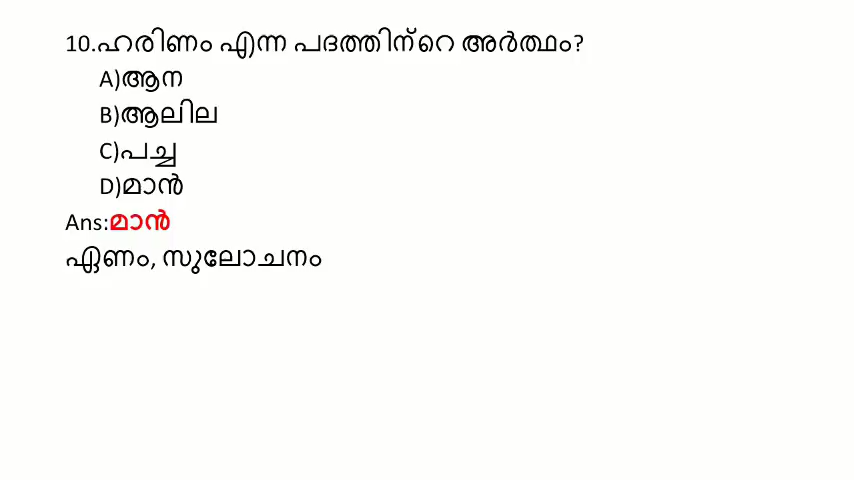 10.ഹരിണം എന്ന പദത്തിന്റെ അർത്ഥം?
A)ആന
B)ആലില
C)പച്ച
D)മാൻ
Ans:മാൻ
ഏണം, സുലോചനം